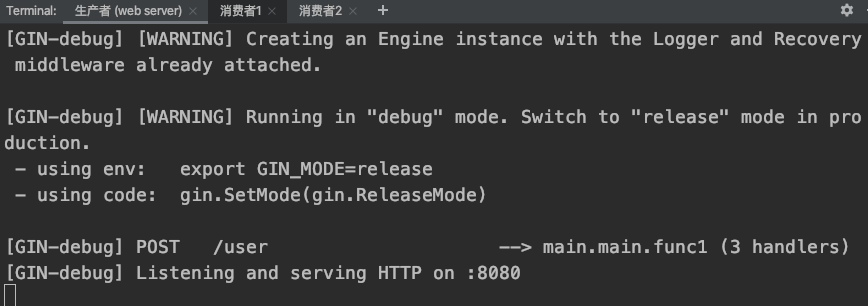 Terminal: 生产者 (web server) × 消费者1 × 消费者2 × +
[GIN-debug] [WARNING] Creating an Engine instance with the Logger and Recovery
 middleware already attached.
[GIN-debug] [WARNING] Running in "debug" mode. Switch to "release" mode in pro
duction.
 - using env:   export GIN_MODE=release
 - using code:  gin.SetMode(gin.ReleaseMode)
[GIN-debug] POST   /user                     --> main.main.func1 (3 handlers)
[GIN-debug] Listening and serving HTTP on :8080